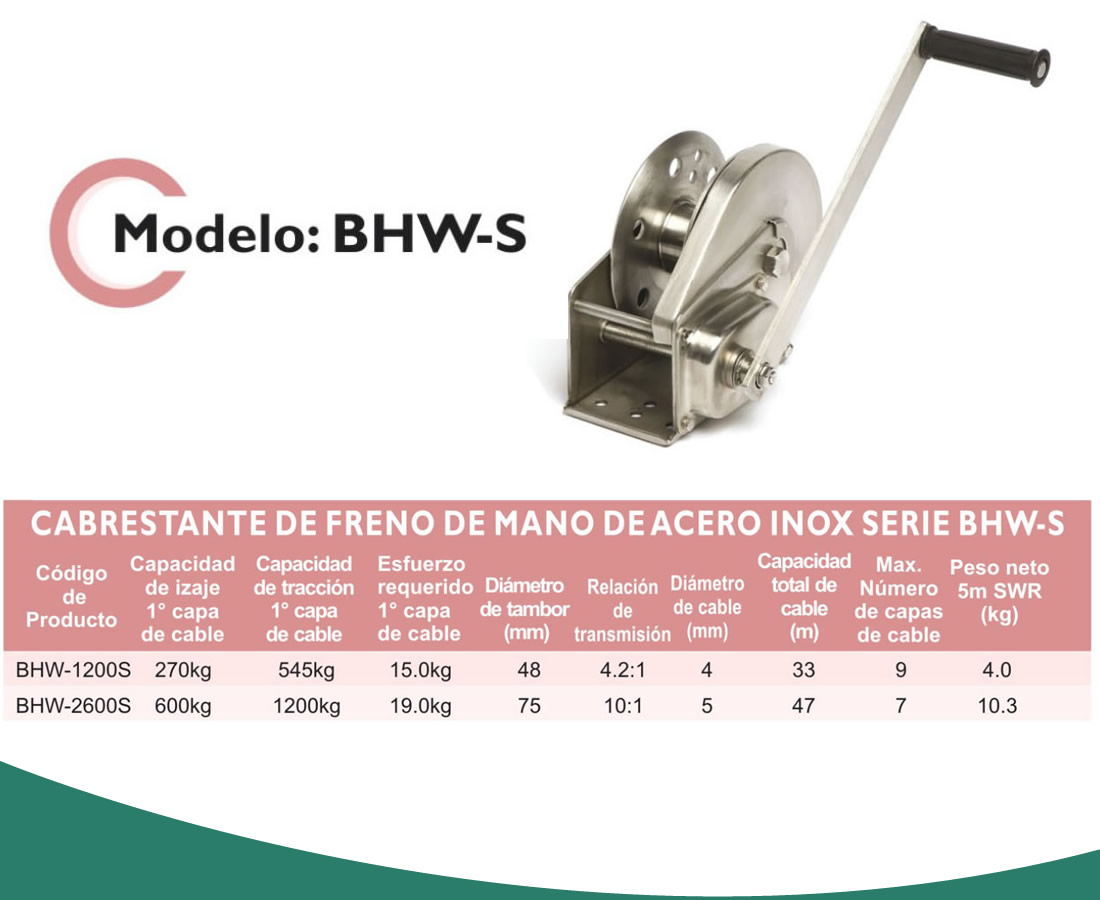 Modelo: BHW-S
CABRESTANTE DE FRENO DE MANO DE ACERO INOX SERIE BHW-S
Código de Producto
Capacidad de izaje 1° capa de cable
Capacidad de tracción 1° capa de cable
Esfuerzo requerido 1° capa de cable
Diámetro de tambor (mm)
Relación de transmisión
Diámetro de cable (mm)
Capacidad total de cable (m)
Max. Número de capas de cable
Peso neto 5m SWR (kg)
BHW-1200S 270kg 545kg 15.0kg 48 4.2:1 4 33 9 4.0
BHW-2600S 600kg 1200kg 19.0kg 75 10:1 5 47 7 10.3